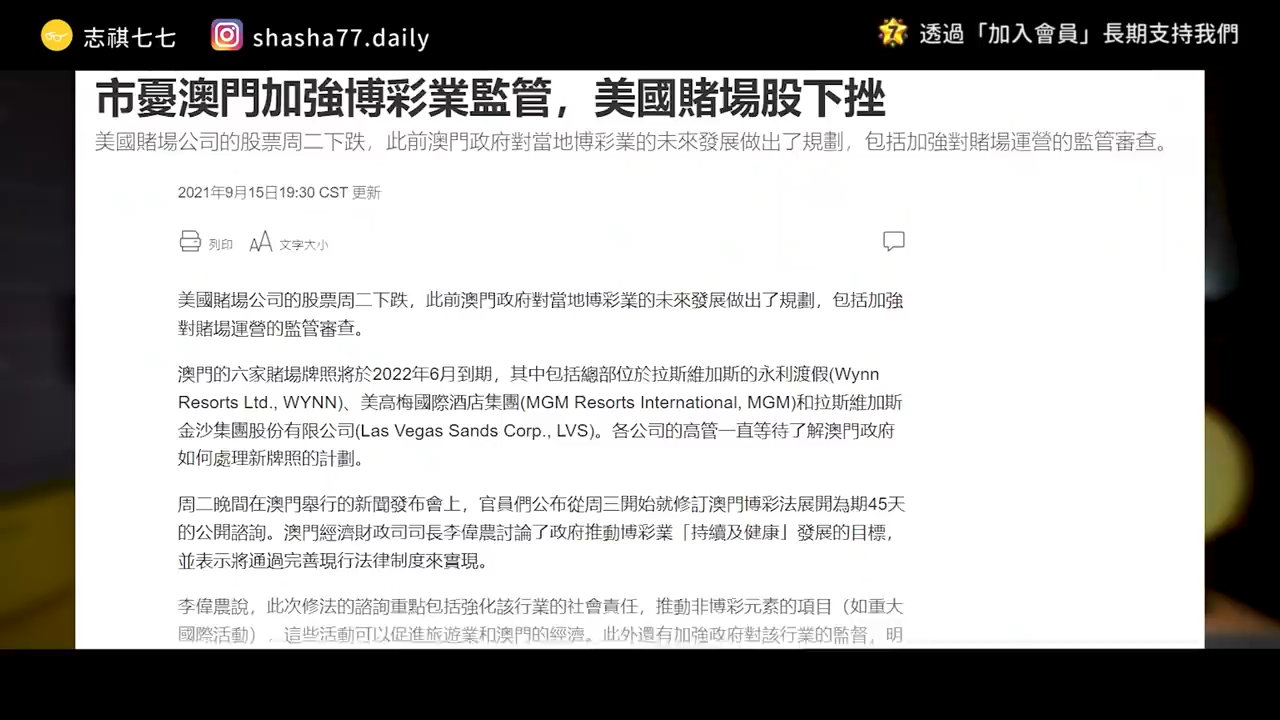 志祺七七 shasha77.daily 透過「加入會員」長期支持我們
市憂澳門加強博彩業監管，美國賭場股下挫
美國賭場公司的股票周二下跌，此前澳門政府對當地博彩業的未來發展做出了規劃，包括加強對賭場運營的監管審查。
2021年9月15日19:30 CST 更新
列印 AA 文字大小
美國賭場公司的股票周二下跌，此前澳門政府對當地博彩業的未來發展做出了規劃，包括加強
對賭場運營的監管審查。
澳門的六家賭場牌照將於2022年6月到期，其中包括總部位於拉斯維加斯的永利渡假(Wynn
Resorts Ltd., WYNN)、美高梅國際酒店集團(MGM Resorts International, MGM)和拉斯維加斯
金沙集團股份有限公司(Las Vegas Sands Corp., LVS)。各公司的高管一直等待了解澳門政府
如何處理新牌照的計劃。
周二晚間在澳門舉行的新聞發布會上，官員們公布從周三開始就修訂澳門博彩法展開為期45天
的公開諮詢。澳門經濟財政司司長李偉農討論了政府推動博彩業「持續及健康」發展的目標，
並表示將通過完善現行法律制度來實現。
李偉農說，此次修法的諮詢重點包括強化該行業的社會責任，推動非博彩元素的項目（如重大
國際活動），這些活動可以促進旅遊業和澳門的經濟。此外還有加強政府對該行業的監督，明